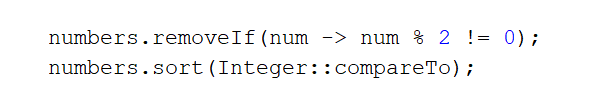 numbers.removeIf(num -> num % 2 != 0);
numbers.sort(Integer::compareTo);